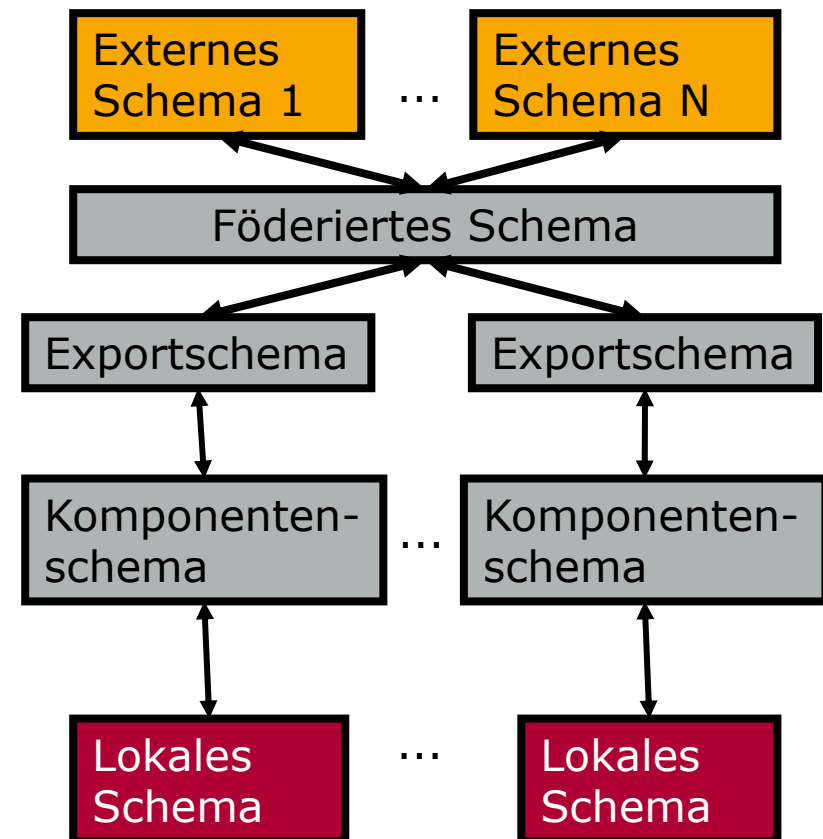 Externes
Schema 1
...
Externes
Schema N
Föderiertes Schema
Exportschema
Exportschema
Komponenten-
schema
...
Komponenten-
schema
Lokales
Schema
...
Lokales
Schema